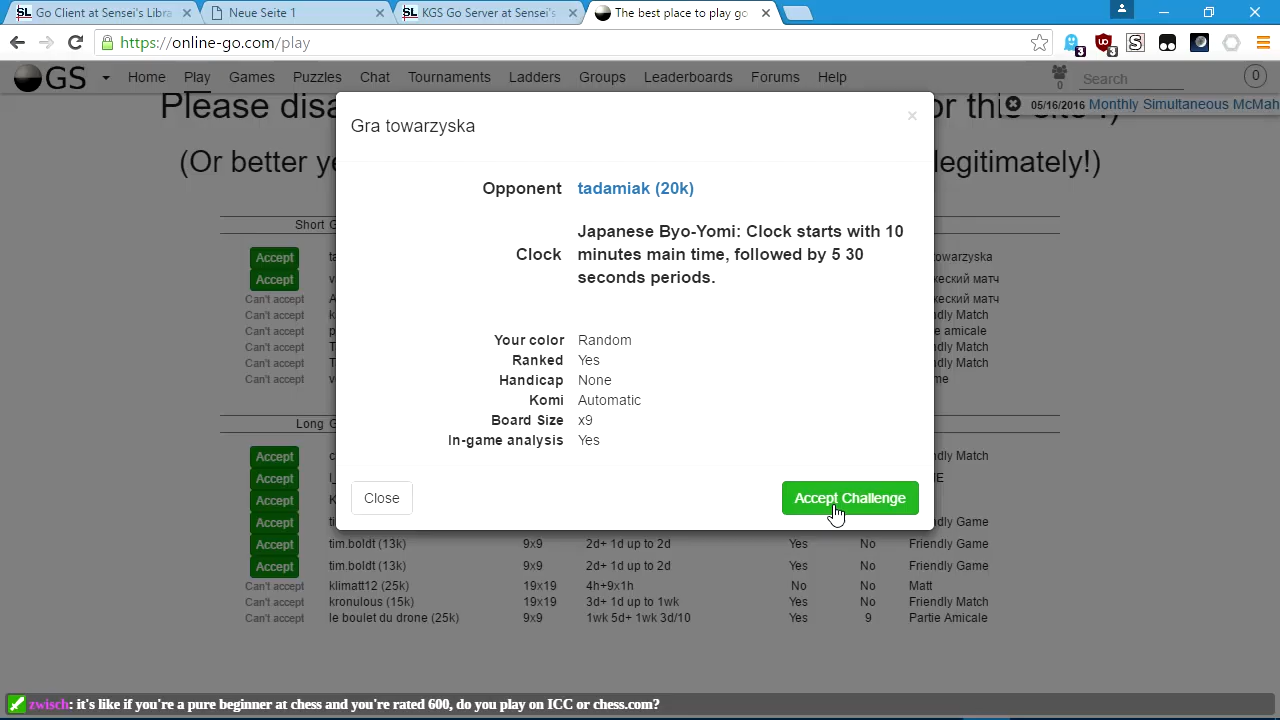 Go Client at Sensei's Libra
Neue Seite 1
KGS Go Server at Sensei's
The best place to play go
https://online-go.com/play
3
3
GS
Home
Play
Games
Puzzles
Chat
Tournaments
Ladders
Groups
Leaderboards
Forums
Help
0
Search
0
05/16/2016 Monthly Simultaneous McMah
Please disa
(Or better ye
legitimately!)
Gra towarzyska
×
Opponent tadamiak (20k)
Clock
Japanese Byo-Yomi: Clock starts with 10
minutes main time, followed by 5 30
seconds periods.
Your color Random
Ranked Yes
Handicap None
Komi Automatic
Board Size x9
In-game analysis Yes
Close
Accept Challenge
Short G
Accept ta owarzyska
Accept v жеский матч
Can't accept A жеский матч
Can't accept k ndly Match
Can't accept p e amicale
Can't accept T ndly Match
Can't accept T ndly Match
Can't accept v me
Long G
Accept c ndly Match
Accept I_ E
Accept K
Accept ti ndly Game
Accept tim.boldt (13k) 9x9 2d+ 1d up to 2d Yes No Friendly Game
Accept tim.boldt (13k) 9x9 2d+ 1d up to 2d Yes No Friendly Game
Can't accept klimatt12 (25k) 19x19 4h+9x1h No No Matt
Can't accept kronulous (15k) 19x19 3d+ 1d up to 1wk Yes No Friendly Match
Can't accept le boulet du drone (25k) 9x9 1wk 5d+ 1wk 3d/10 Yes 9 Partie Amicale
zwisch: it's like if you're a pure beginner at chess and you're rated 600, do you play on ICC or chess.com?